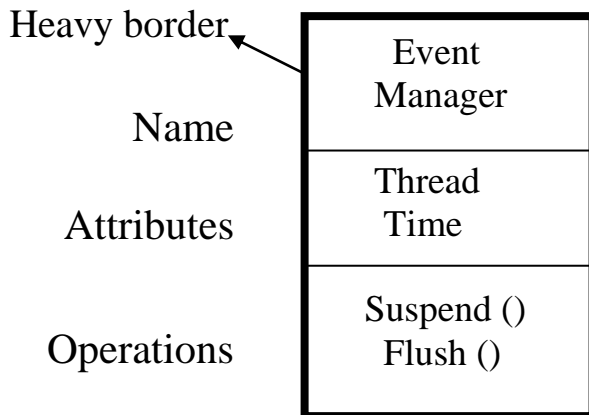 Heavy border
Event
Manager
Name
Thread
Attributes
Time
Suspend ()
Operations
Flush ()